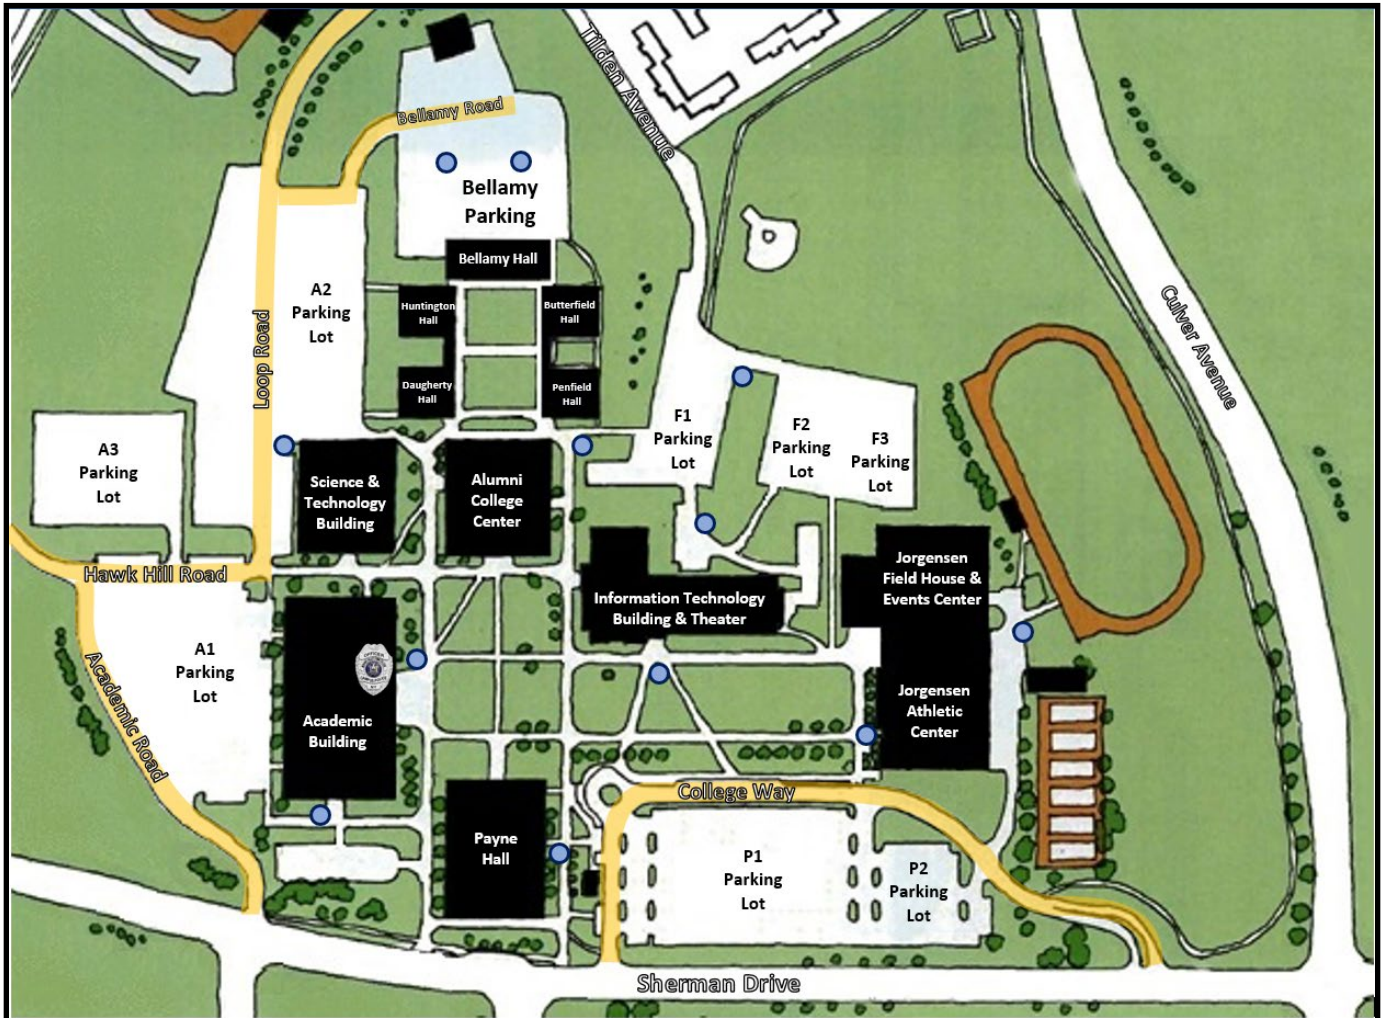 Tilden Avenue
Bellamy Road
Bellamy
Parking
Bellamy Hall
Huntington
Hall
Butterfield
Hall
Daugherty
Hall
Penfield
Hall
A2
Parking
Lot
Loop Road
Culver Avenue
A3
Parking
Lot
F1
Parking
Lot
F2
Parking
Lot
F3
Parking
Lot
Science &
Technology
Building
Alumni
College
Center
Hawk Hill Road
Information Technology
Building & Theater
Jorgensen
Field House &
Events Center
Jorgensen
Athletic
Center
A1
Parking
Lot
Academic Road
Academic
Building
College Way
Payne
Hall
P1
Parking
Lot
P2
Parking
Lot
Sherman Drive